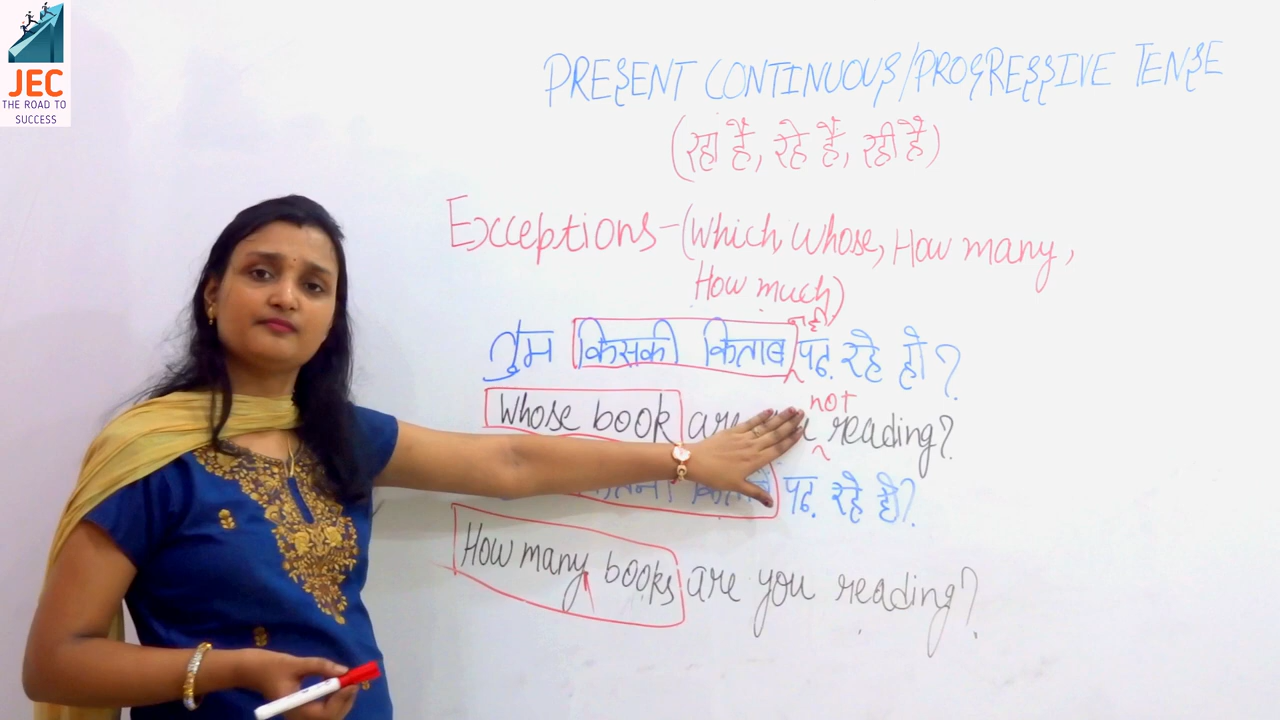 JEC
THE ROAD TO
SUCCESS
PRESENT CONTINUOUS/PROGRESSIVE TENSE
(रहा है, रहे हैं, रही है)
Exceptions-(Which, Whose, How many,
How much)
नहीं
तुम किसकी किताब पढ़ रहे हो?
not
Whose book are reading?
पढ़ रहे हो?
How many books are you reading?